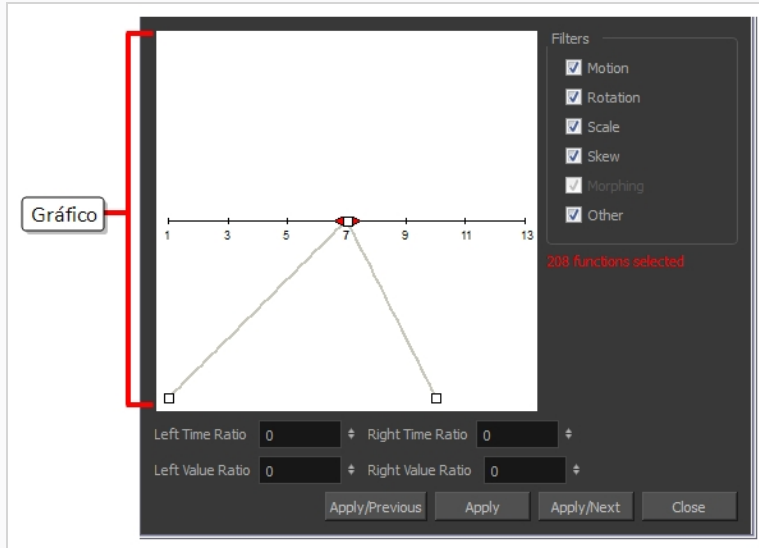 Gráfico
Filters
Motion
Rotation
Scale
Skew
Morphing
Other
208 functions selected
1 3 5 7 9 11 13
Left Time Ratio 0 Right Time Ratio 0
Left Value Ratio 0 Right Value Ratio 0
Apply/Previous Apply Apply/Next Close